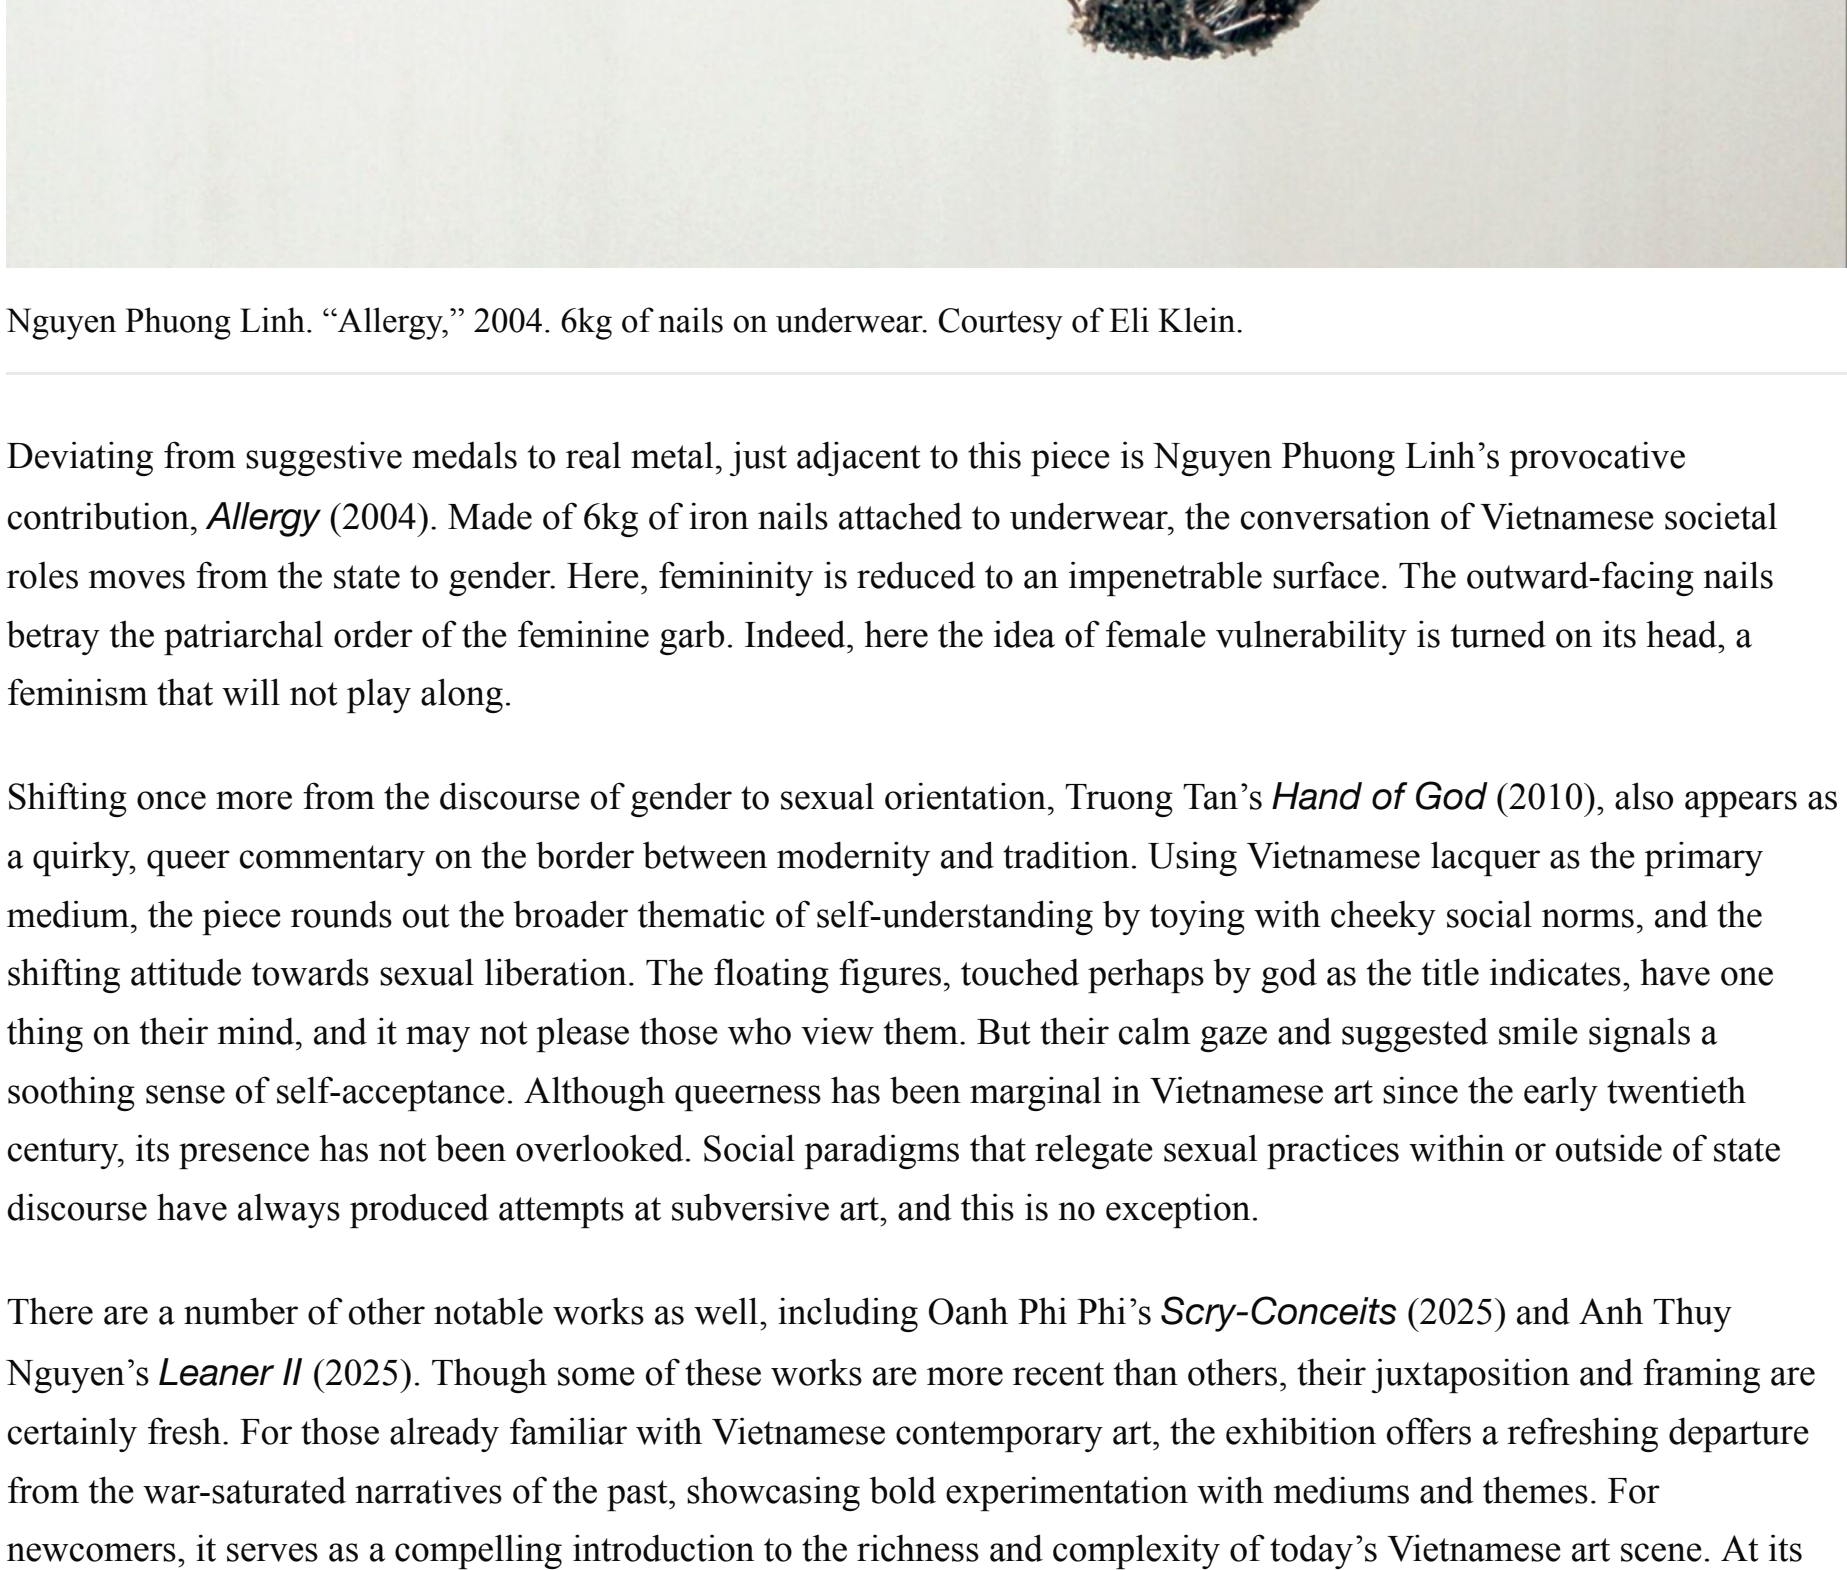 Nguyen Phuong Linh. “Allergy,” 2004. 6kg of nails on underwear. Courtesy of Eli Klein.
Deviating from suggestive medals to real metal, just adjacent to this piece is Nguyen Phuong Linh’s provocative
contribution, Allergy (2004). Made of 6kg of iron nails attached to underwear, the conversation of Vietnamese societal
roles moves from the state to gender. Here, femininity is reduced to an impenetrable surface. The outward-facing nails
betray the patriarchal order of the feminine garb. Indeed, here the idea of female vulnerability is turned on its head, a
feminism that will not play along.
Shifting once more from the discourse of gender to sexual orientation, Truong Tan’s Hand of God (2010), also appears as
a quirky, queer commentary on the border between modernity and tradition. Using Vietnamese lacquer as the primary
medium, the piece rounds out the broader thematic of self-understanding by toying with cheeky social norms, and the
shifting attitude towards sexual liberation. The floating figures, touched perhaps by god as the title indicates, have one
thing on their mind, and it may not please those who view them. But their calm gaze and suggested smile signals a
soothing sense of self-acceptance. Although queerness has been marginal in Vietnamese art since the early twentieth
century, its presence has not been overlooked. Social paradigms that relegate sexual practices within or outside of state
discourse have always produced attempts at subversive art, and this is no exception.
There are a number of other notable works as well, including Oanh Phi Phi’s Scry-Conceits (2025) and Anh Thuy
Nguyen’s Leaner II (2025). Though some of these works are more recent than others, their juxtaposition and framing are
certainly fresh. For those already familiar with Vietnamese contemporary art, the exhibition offers a refreshing departure
from the war-saturated narratives of the past, showcasing bold experimentation with mediums and themes. For
newcomers, it serves as a compelling introduction to the richness and complexity of today’s Vietnamese art scene. At its